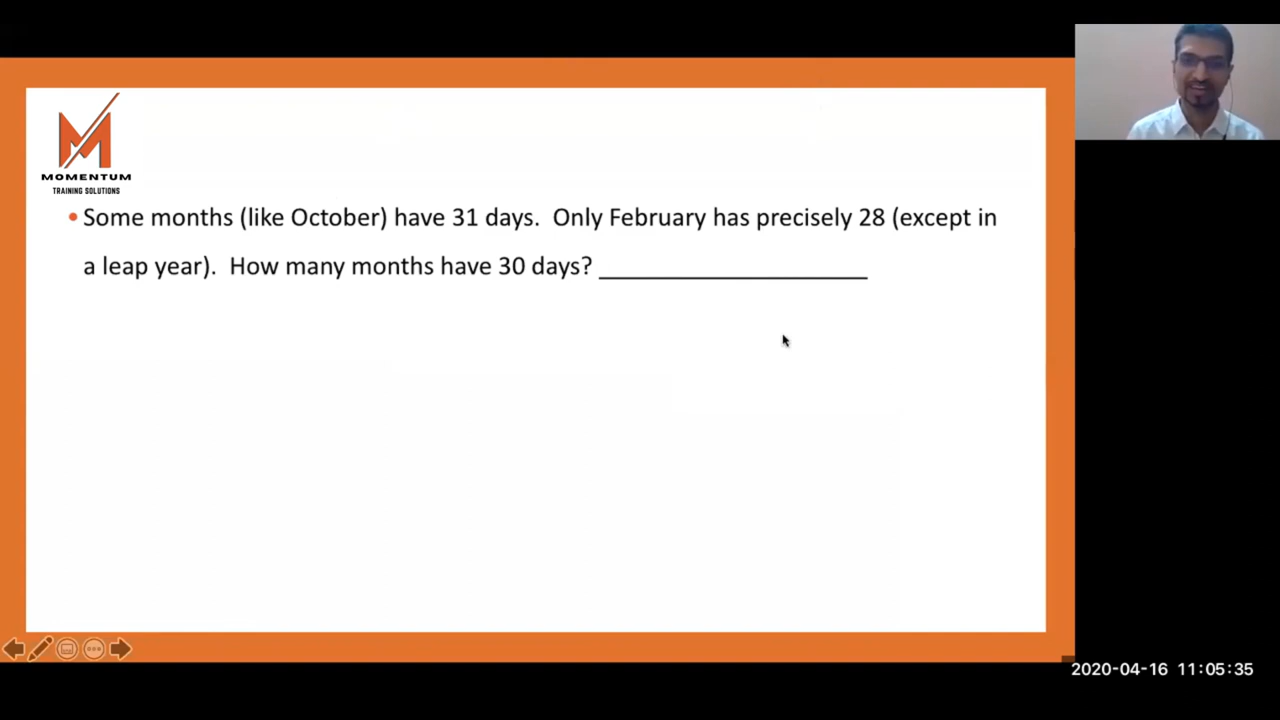 MOMENTUM
TRAINING SOLUTIONS
• Some months (like October) have 31 days. Only February has precisely 28 (except in
a leap year). How many months have 30 days? ____________________
2020-04-16 11:05:35